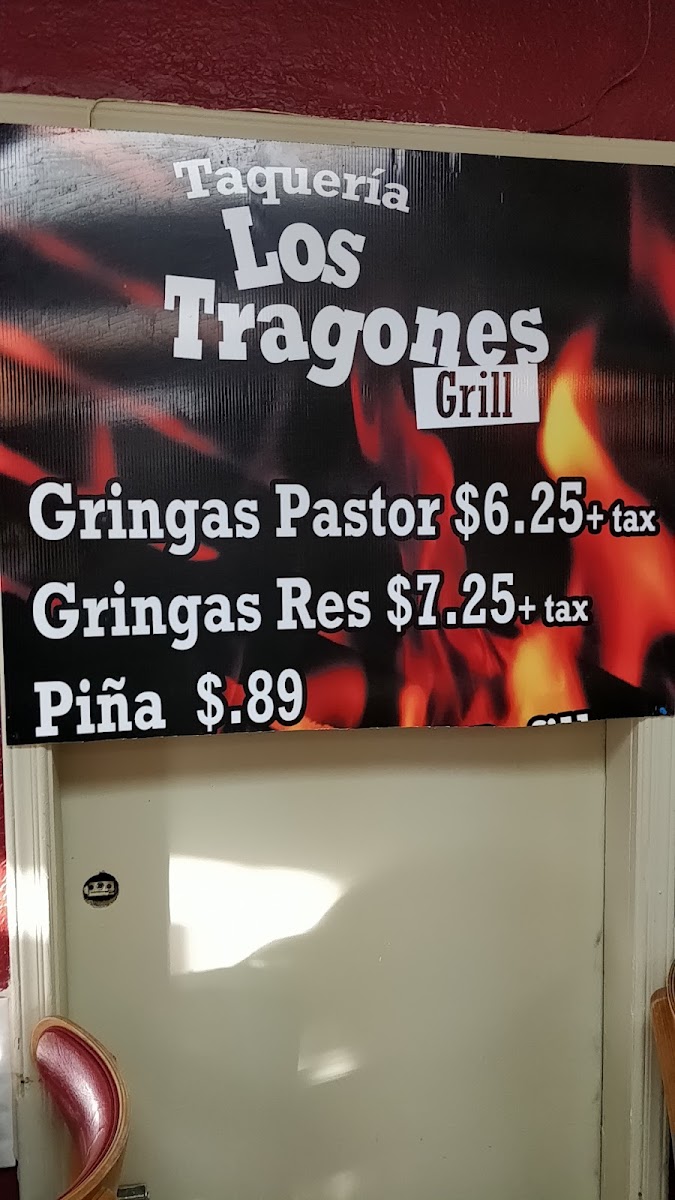 Taquería
Los
Tragones
Grill
Gringas Pastor $6.25+ tax
Gringas Res $7.25+ tax
Piña $.89